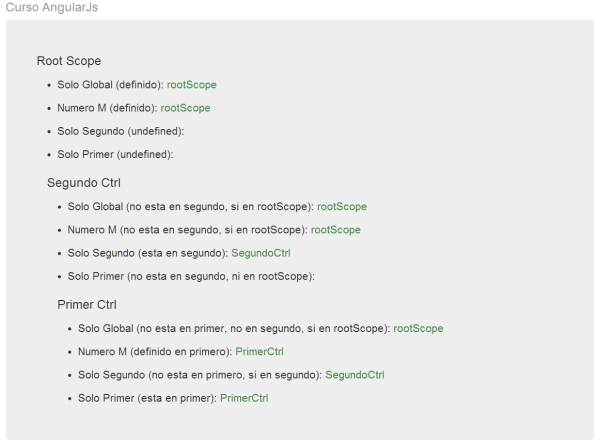 Curso AngularJs
Root Scope
• Solo Global (definido): rootScope
• Numero M (definido): rootScope
• Solo Segundo (undefined):
• Solo Primer (undefined):
Segundo Ctrl
• Solo Global (no esta en segundo, si en rootScope): rootScope
• Numero M (no esta en segundo, si en rootScope): rootScope
• Solo Segundo (esta en segundo): SegundoCtrl
• Solo Primer (no esta en segundo, ni en rootScope):
Primer Ctrl
• Solo Global (no esta en primer, no en segundo, si en rootScope): rootScope
• Numero M (definido en primero): PrimerCtrl
• Solo Segundo (no esta en primero, si en segundo): SegundoCtrl
• Solo Primer (esta en primer): PrimerCtrl